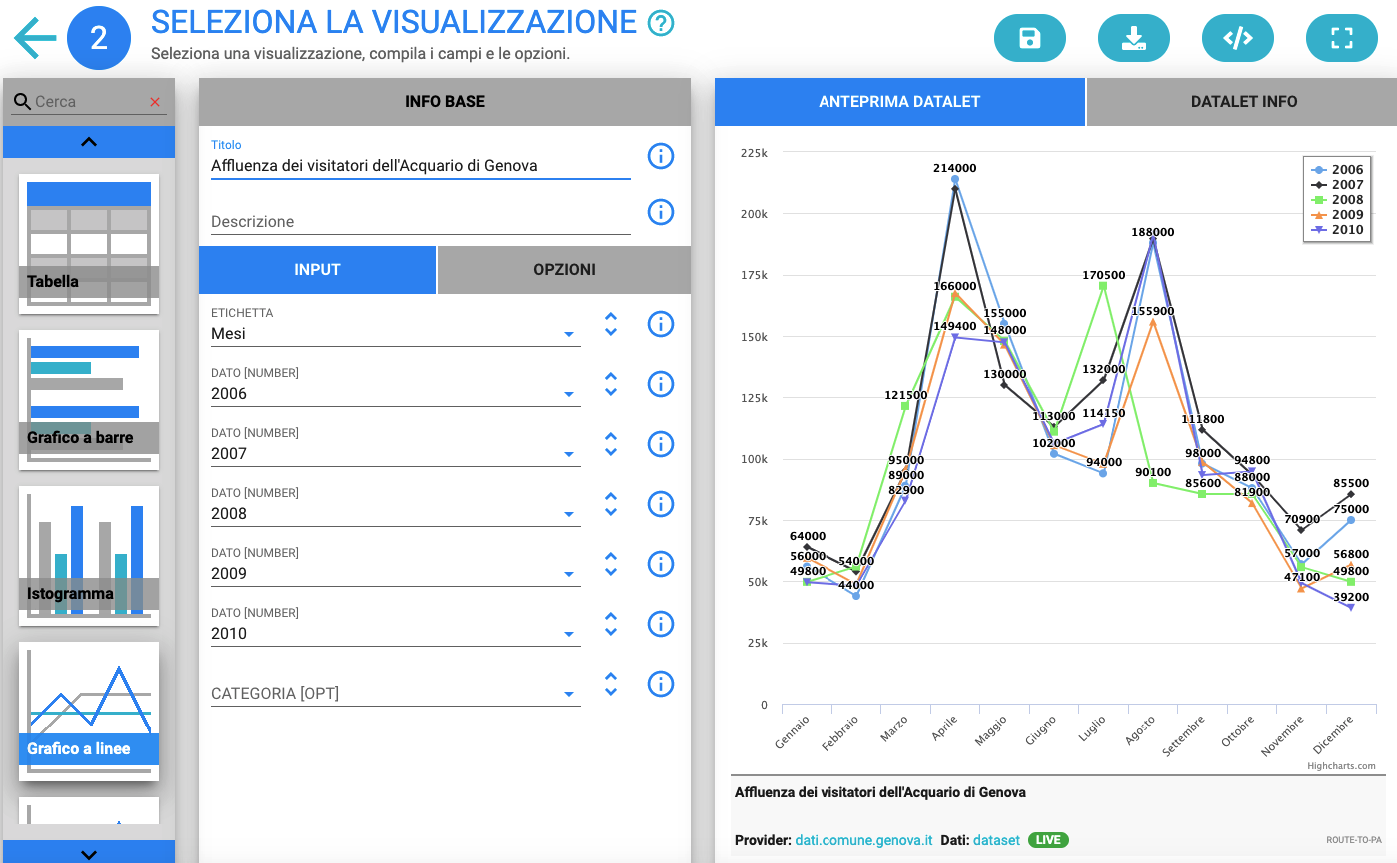 2
SELEZIONA LA VISUALIZZAZIONE
Seleziona una visualizzazione, compila i campi e le opzioni.
Cerca
Tabella
Grafico a barre
Istogramma
Grafico a linee
INFO BASE
Titolo
Affluenza dei visitatori dell'Acquario di Genova
Descrizione
INPUT
OPZIONI
ETICHETTA
Mesi
DATO [NUMBER]
2006
DATO [NUMBER]
2007
DATO [NUMBER]
2008
DATO [NUMBER]
2009
DATO [NUMBER]
2010
CATEGORIA [OPT]
ANTEPRIMA DATALET
DATALET INFO
225k
200k
175k
150k
125k
100k
75k
50k
25k
0
2006
2007
2008
2009
2010
214000
188000
170500
166000
155900
155000
149400
148000
132000
130000
121500
114150
113000
111800
102000
98000
95000
94800
94000
90100
89000
88000
85600
85500
82900
81900
75000
70900
64000
57000
56800
56000
54000
49800
49800
47100
44000
39200
Gennaio
Febbraio
Marzo
Aprile
Maggio
Giugno
Luglio
Agosto
Settembre
Ottobre
Novembre
Dicembre
Highcharts.com
Affluenza dei visitatori dell'Acquario di Genova
Provider: dati.comune.genova.it Dati: dataset LIVE
ROUTE-TO-PA